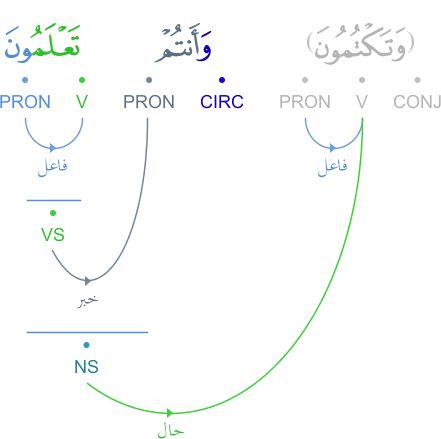 (وَتَكْتُمُونَ) وَأَنتُمْ تَعْلَمُونَ
CONJ V PRON CIRC PRON V PRON
فاعل فاعل
VS
خبر
NS
حال